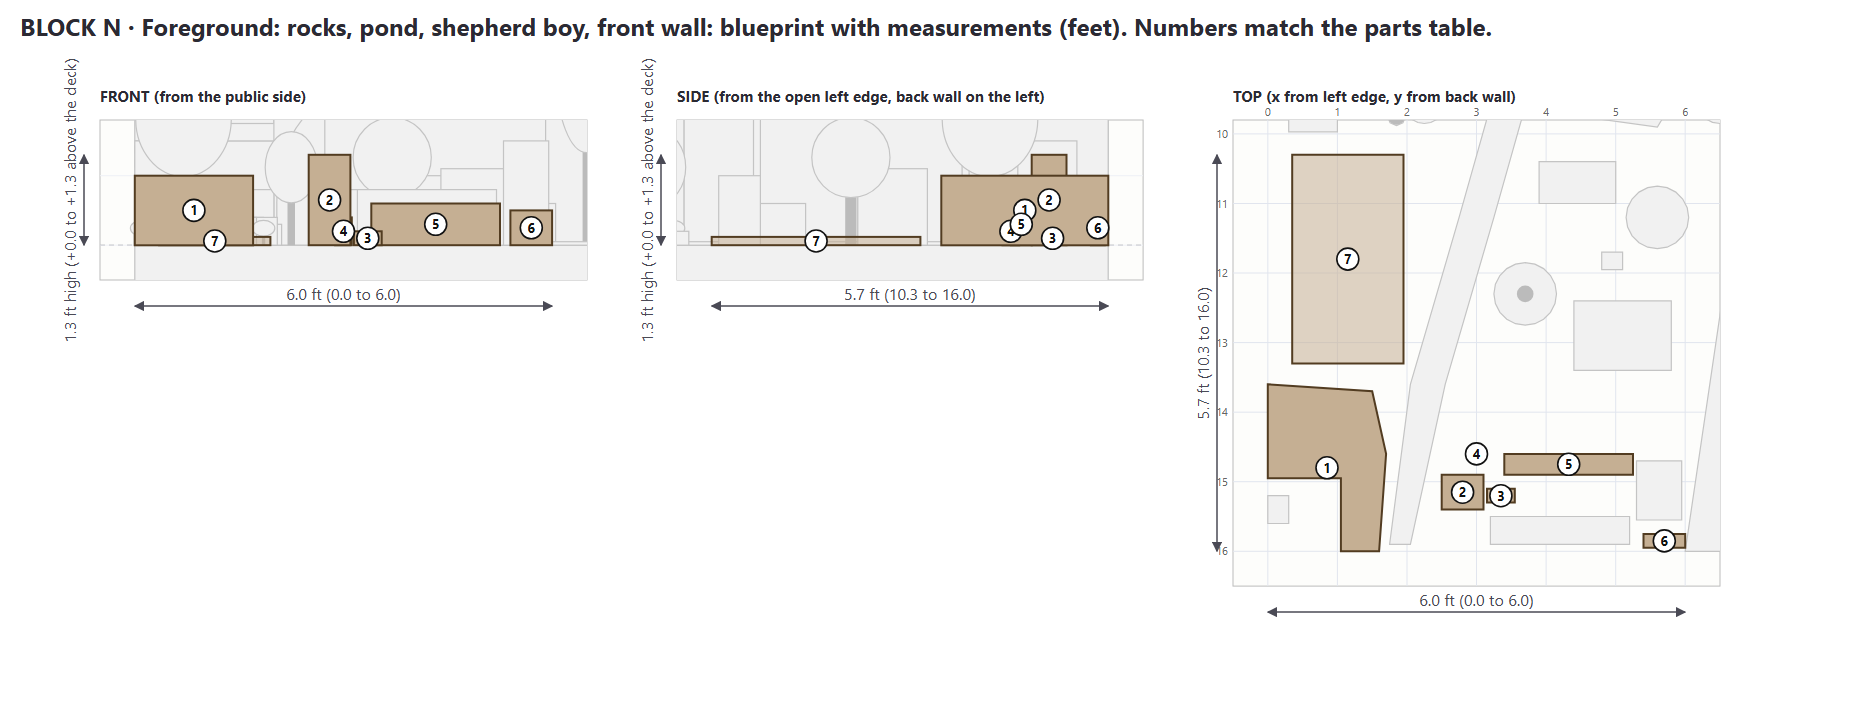 BLOCK N · Foreground: rocks, pond, shepherd boy, front wall: blueprint with measurements (feet). Numbers match the parts table.
FRONT (from the public side)
1.3 ft high (+0.0 to +1.3 above the deck)
1
2
3
4
5
6
7
6.0 ft (0.0 to 6.0)
SIDE (from the open left edge, back wall on the left)
1.3 ft high (+0.0 to +1.3 above the deck)
1
2
3
4
5
6
7
5.7 ft (10.3 to 16.0)
TOP (x from left edge, y from back wall)
0 1 2 3 4 5 6
10
11
12
13
14
15
16
5.7 ft (10.3 to 16.0)
7
4
5
1
2
3
6
6.0 ft (0.0 to 6.0)